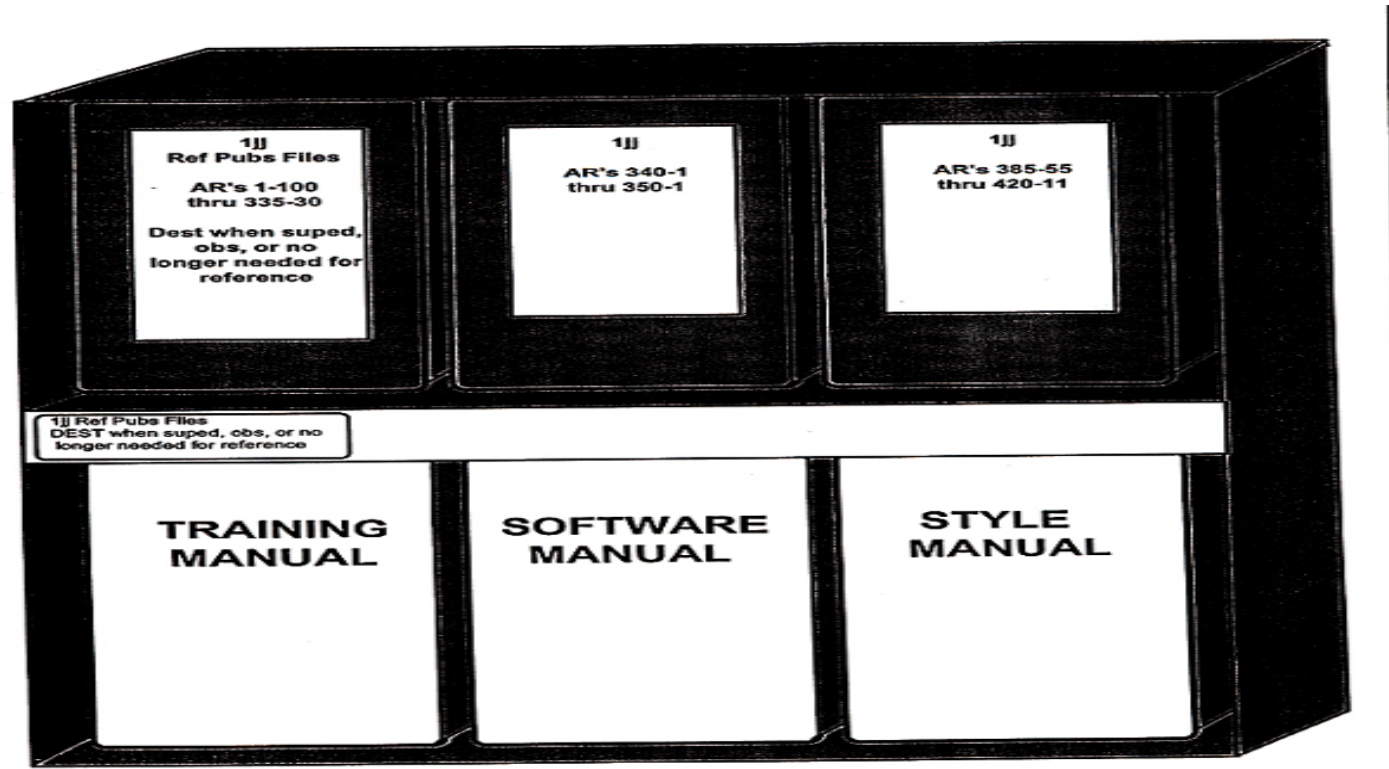 1jj
Ref Pubs Files
AR's 1-100
thru 335-30
Dest when suped,
obs, or no
longer needed for
reference
1jj
AR's 340-1
thru 350-1
1jj
AR's 385-55
thru 420-11
1jj Ref Pubs Files
DEST when suped, obs, or no
longer needed for reference
TRAINING
MANUAL
SOFTWARE
MANUAL
STYLE
MANUAL